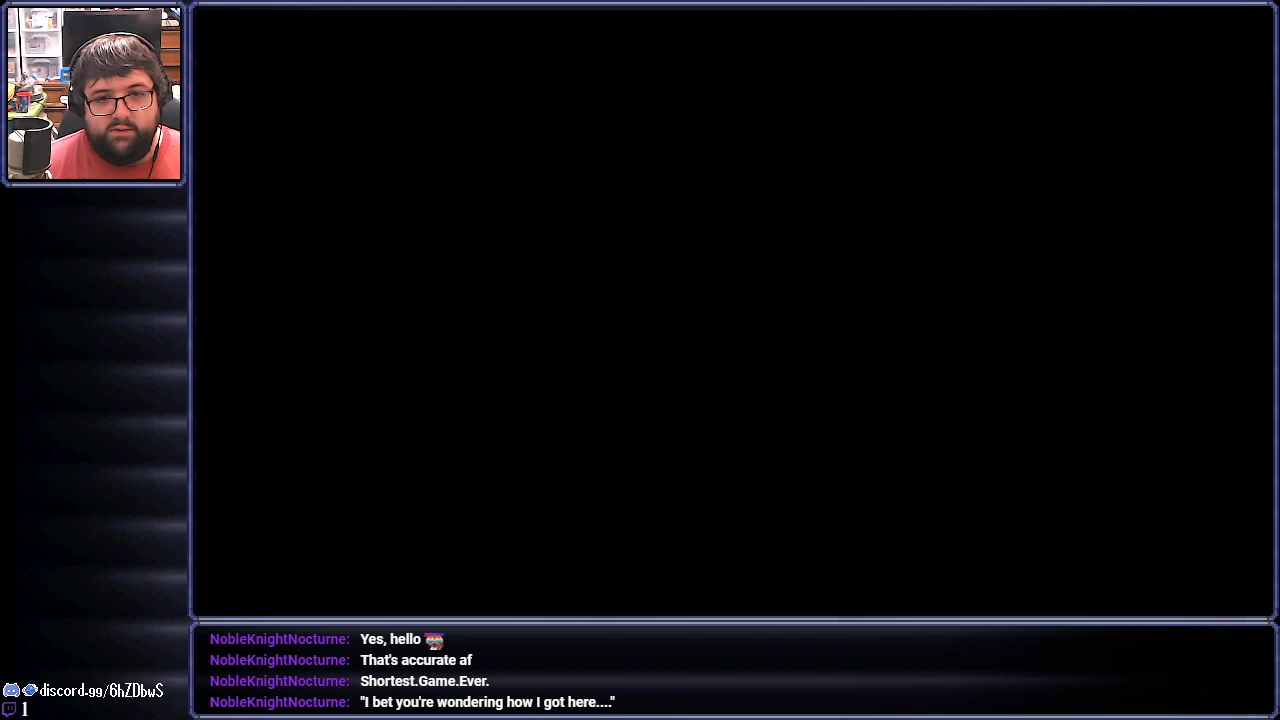 NobleKnightNocturne: Yes, hello
NobleKnightNocturne: That's accurate af
NobleKnightNocturne: Shortest.Game.Ever.
NobleKnightNocturne: "I bet you're wondering how I got here...."
discord.gg/6hZDbwS
1